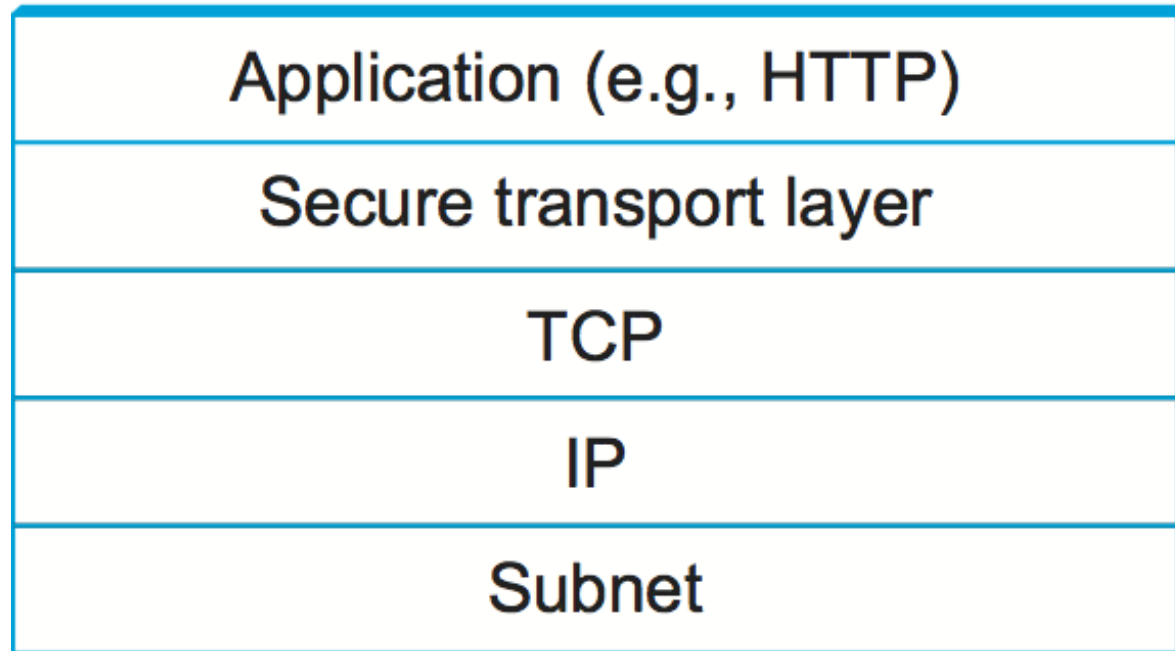 Application (e.g., HTTP)
Secure transport layer
TCP
IP
Subnet